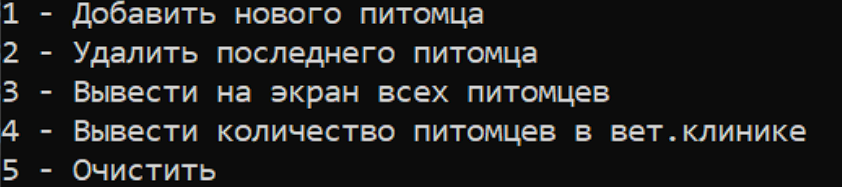 1 - Добавить нового питомца
2 - Удалить последнего питомца
3 - Вывести на экран всех питомцев
4 - Вывести количество питомцев в вет.клинике
5 - Очистить